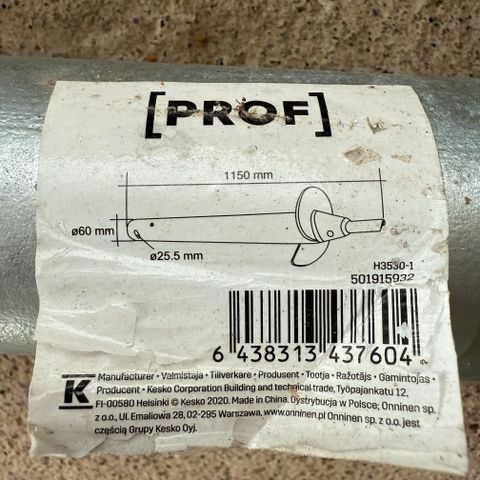 [PROF]
1150 mm
ø60 mm
ø25.5 mm
H3530-1
501915932
6 438313 437604
K Manufacturer • Valmistaja • Tillverkare • Produsent • Tootja • Ražotājs • Gamintojas •
Producent • Kesko Corporation Building and technical trade, Työpajankatu 12,
FI-00580 Helsinki © Kesko 2020. Made in China. Dystrybucja w Polsce; Onninen sp.
z o.o., Ul. Emaliowa 28, 02-295 Warszawa, www.onninen.pl Onninen sp. z o.o. jest
częścią Grupy Kesko Oyj.